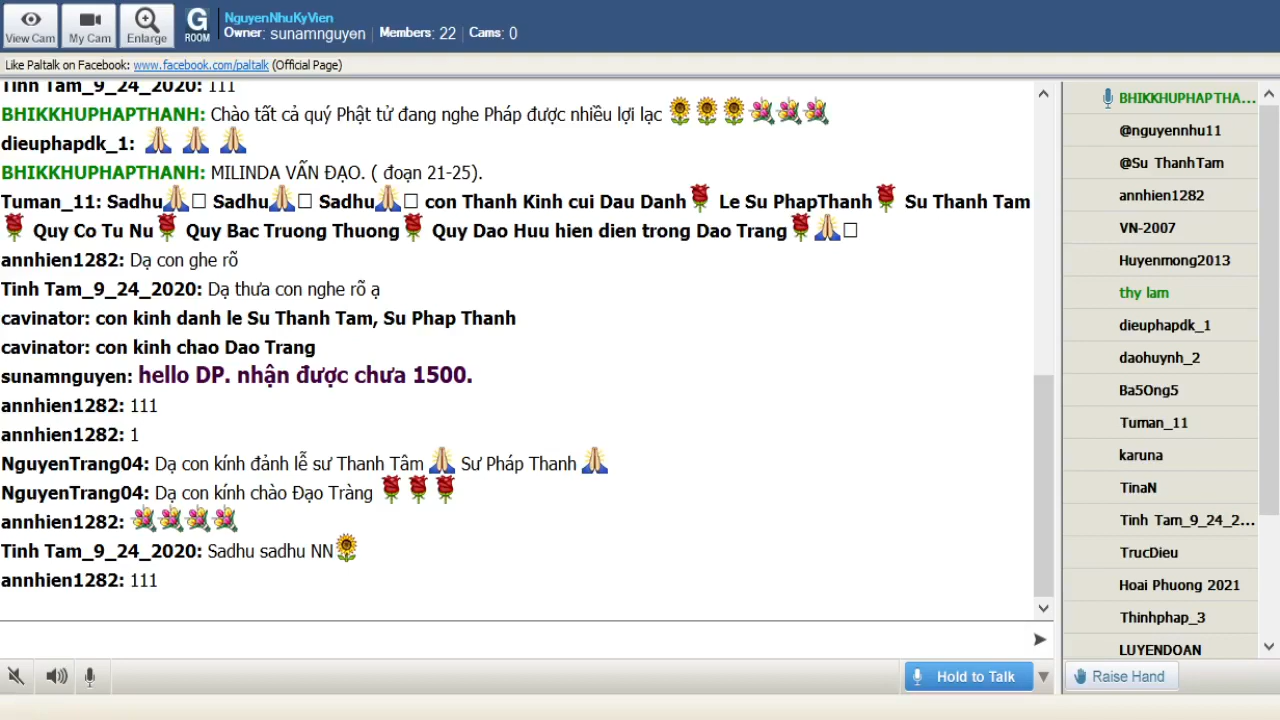 View Cam
My Cam
Enlarge
G
ROOM
NguyenNhuKyVien
Owner: sunamnguyen | Members: 22 | Cams: 0
Like Paltalk on Facebook: www.facebook.com/paltalk (Official Page)
Tinh Tam_9_24_2020: 111
BHIKKHUPHAPTHANH: Chào tất cả quý Phật tử đang nghe Pháp được nhiều lợi lạc 🌻🌻🌻💐💐💐
dieuphapdk_1: 🙏 🙏 🙏
BHIKKHUPHAPTHANH: MILINDA VẤN ĐẠO. ( đoạn 21-25).
Tuman_11: Sadhu🙏□ Sadhu🙏□ Sadhu🙏□ con Thanh Kinh cui Dau Danh🌹 Le Su PhapThanh🌹 Su Thanh Tam
🌹 Quy Co Tu Nu🌹 Quy Bac Truong Thuong🌹 Quy Dao Huu hien dien trong Dao Trang🌹🙏□
annhien1282: Dạ con ghe rõ
Tinh Tam_9_24_2020: Dạ thưa con nghe rõ ạ
cavinator: con kinh danh le Su Thanh Tam, Su Phap Thanh
cavinator: con kinh chao Dao Trang
sunamnguyen: hello DP. nhận được chưa 1500.
annhien1282: 111
annhien1282: 1
NguyenTrang04: Dạ con kính đảnh lễ sư Thanh Tâm 🙏 Sư Pháp Thanh 🙏
NguyenTrang04: Dạ con kính chào Đạo Tràng 🌹 🌹 🌹
annhien1282: 💐💐💐💐
Tinh Tam_9_24_2020: Sadhu sadhu NN🌻
annhien1282: 111
BHIKKHUPHAPTHA...
@nguyennhu11
@Su ThanhTam
annhien1282
VN-2007
Huyenmong2013
thy lam
dieuphapdk_1
daohuynh_2
Ba5Ong5
Tuman_11
karuna
TinaN
Tinh Tam_9_24_2...
TrucDieu
Hoai Phuong 2021
Thinhphap_3
LUYENDOAN
Hold to Talk
Raise Hand